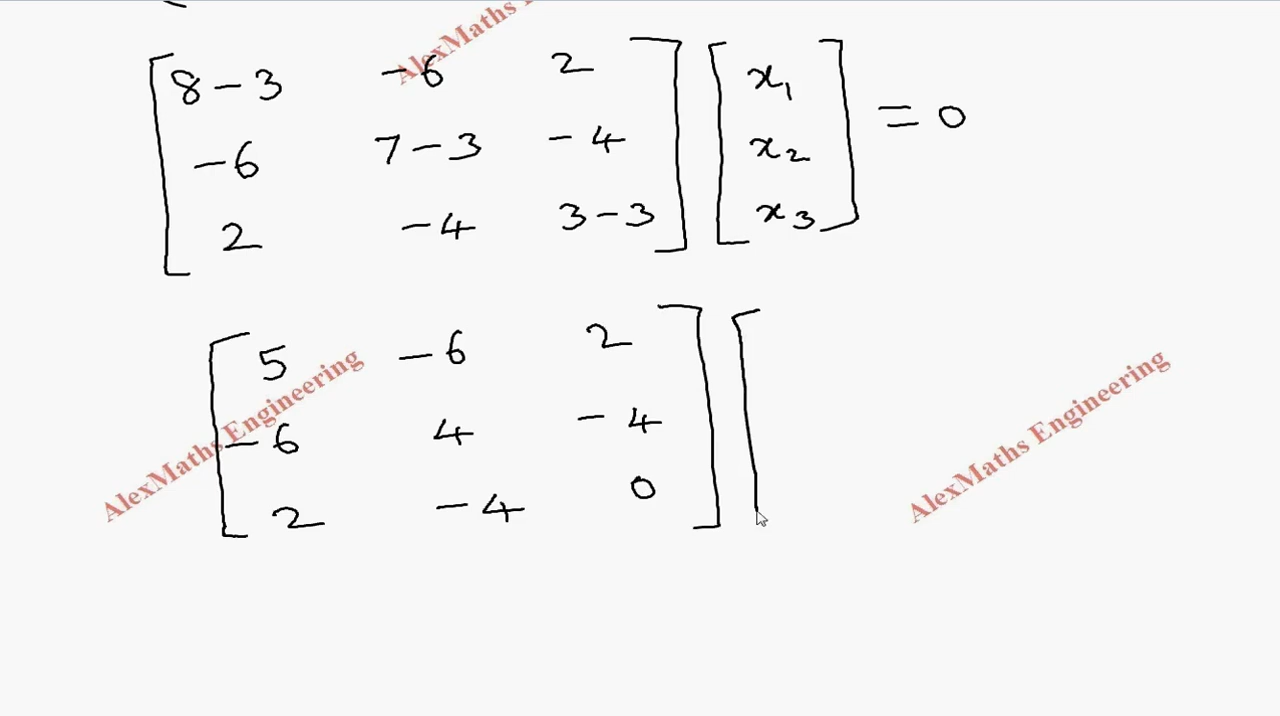 AlexMaths
8 - 3 -6 2 x1
-6 7 - 3 -4 x2 = 0
2 -4 3 - 3 x3
5 -6 2
-6 4 -4
2 -4 0
AlexMaths Engineering
AlexMaths Engineering